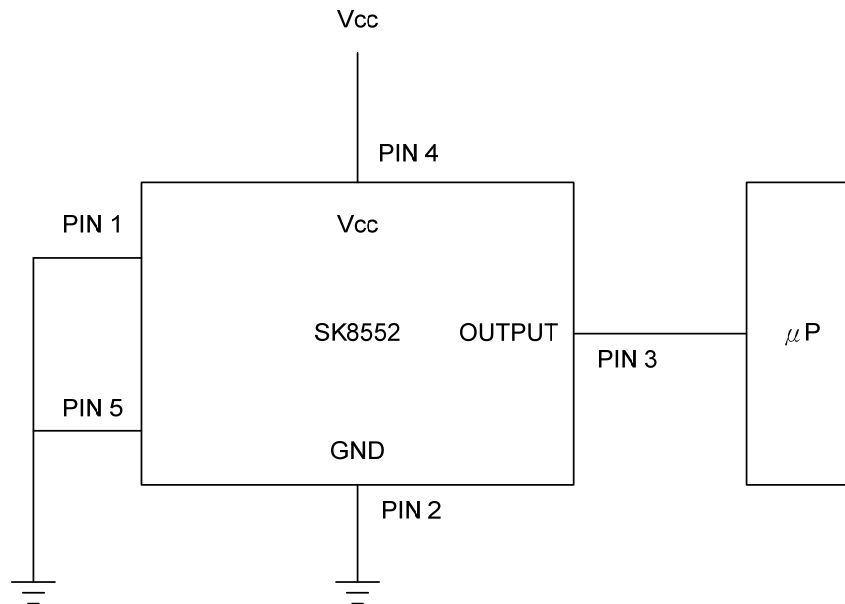 Vcc
PIN 4
PIN 1
Vcc
SK8552
OUTPUT
μP
PIN 3
PIN 5
GND
PIN 2